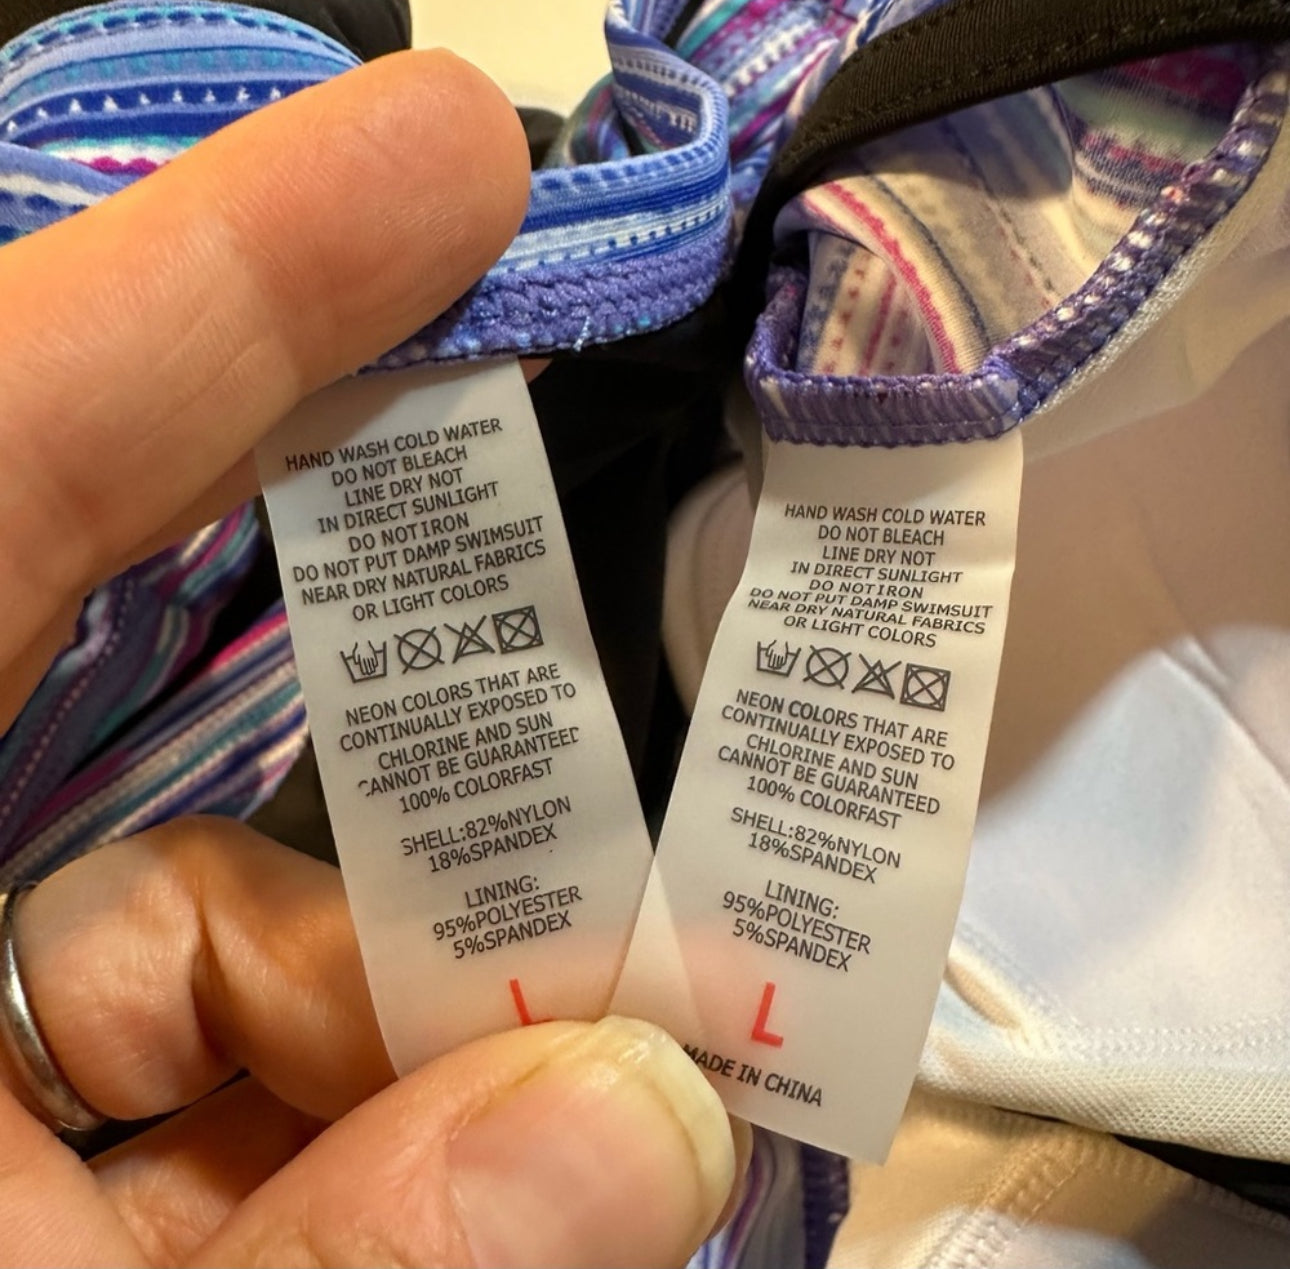 HAND WASH COLD WATER
DO NOT BLEACH
LINE DRY NOT
IN DIRECT SUNLIGHT
DO NOT IRON
DO NOT PUT DAMP SWIMSUIT
NEAR DRY NATURAL FABRICS
OR LIGHT COLORS
NEON COLORS THAT ARE
CONTINUALLY EXPOSED TO
CHLORINE AND SUN
CANNOT BE GUARANTEED
100% COLORFAST
SHELL:82%NYLON
18%SPANDEX
LINING:
95%POLYESTER
5%SPANDEX
L
HAND WASH COLD WATER
DO NOT BLEACH
LINE DRY NOT
IN DIRECT SUNLIGHT
DO NOT IRON
DO NOT PUT DAMP SWIMSUIT
NEAR DRY NATURAL FABRICS
OR LIGHT COLORS
NEON COLORS THAT ARE
CONTINUALLY EXPOSED TO
CHLORINE AND SUN
CANNOT BE GUARANTEED
100% COLORFAST
SHELL:82%NYLON
18%SPANDEX
LINING:
95%POLYESTER
5%SPANDEX
L
MADE IN CHINA